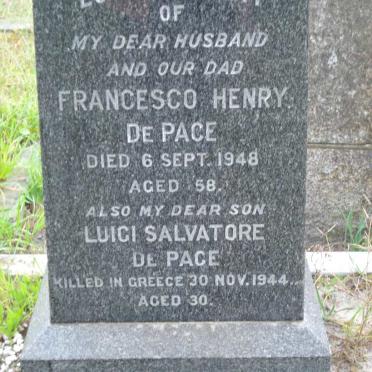 OF
MY DEAR HUSBAND
AND OUR DAD
FRANCESCO HENRY
DE PACE
DIED 6 SEPT. 1948
AGED 58.
ALSO MY DEAR SON
LUIGI SALVATORE
DE PACE
KILLED IN GREECE 30 NOV. 1944.
AGED 30.